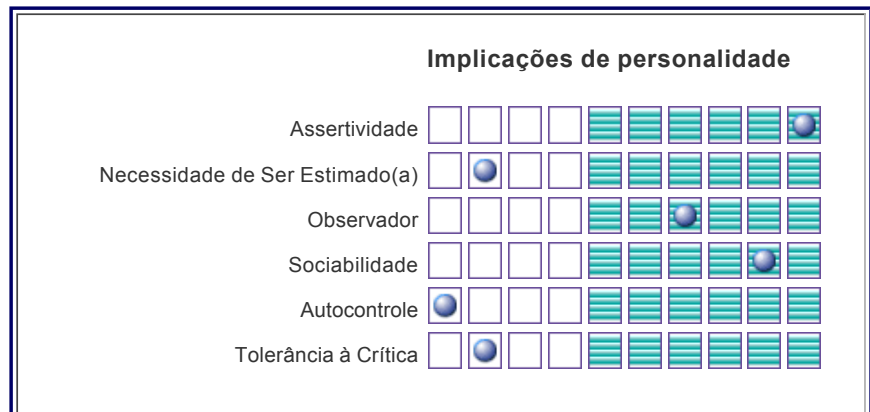 Implicações de personalidade
Assertividade
Necessidade de Ser Estimado(a)
Observador
Sociabilidade
Autocontrole
Tolerância à Crítica